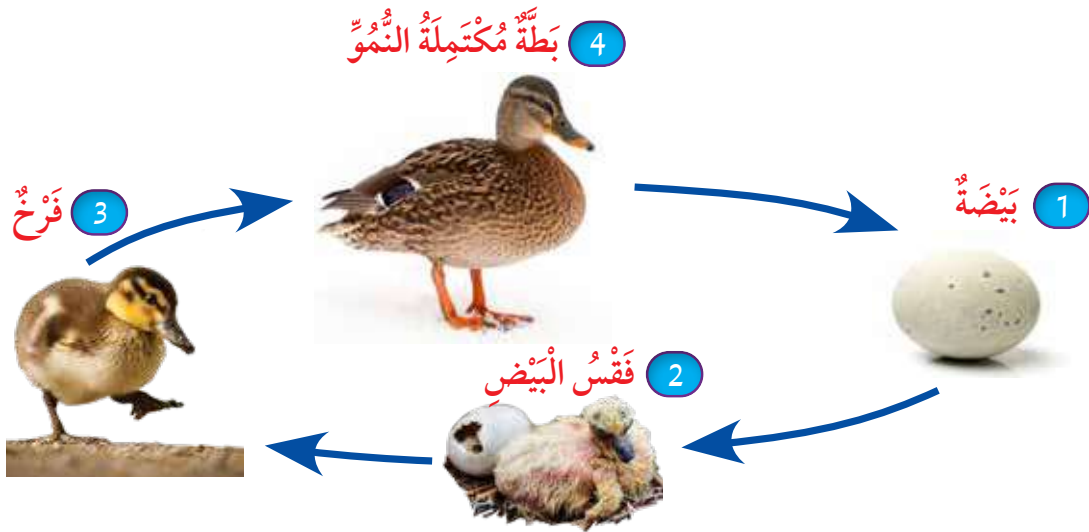 1 بَيْضَةٌ
2 فَقْسُ الْبَيْضِ
3 فَرْخٌ
4 بَطَّةٌ مُكْتَمِلَةُ النُّمُوِّ